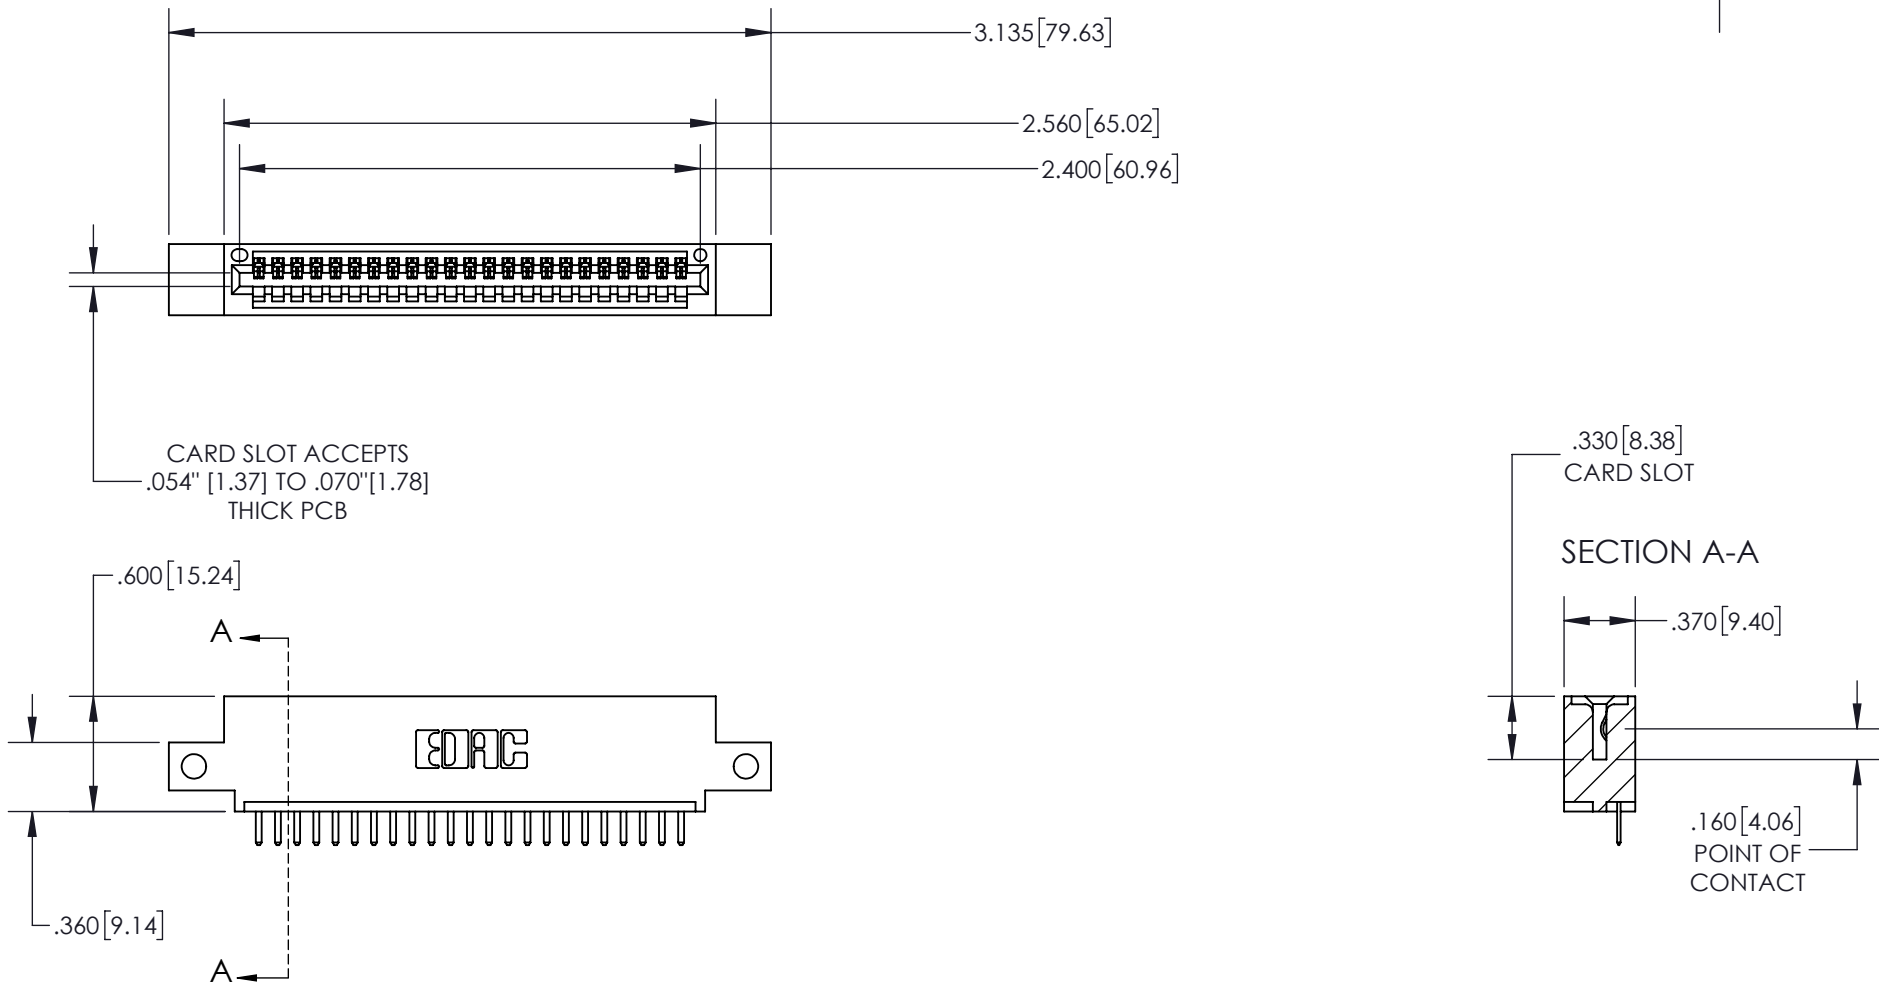 3.135[79.63]
2.560[65.02]
2.400[60.96]
CARD SLOT ACCEPTS
.054" [1.37] TO .070"[1.78]
THICK PCB
.330[8.38]
CARD SLOT
SECTION A-A
.600[15.24]
.370[9.40]
A
EDAC
.160[4.06]
POINT OF
CONTACT
.360[9.14]
A